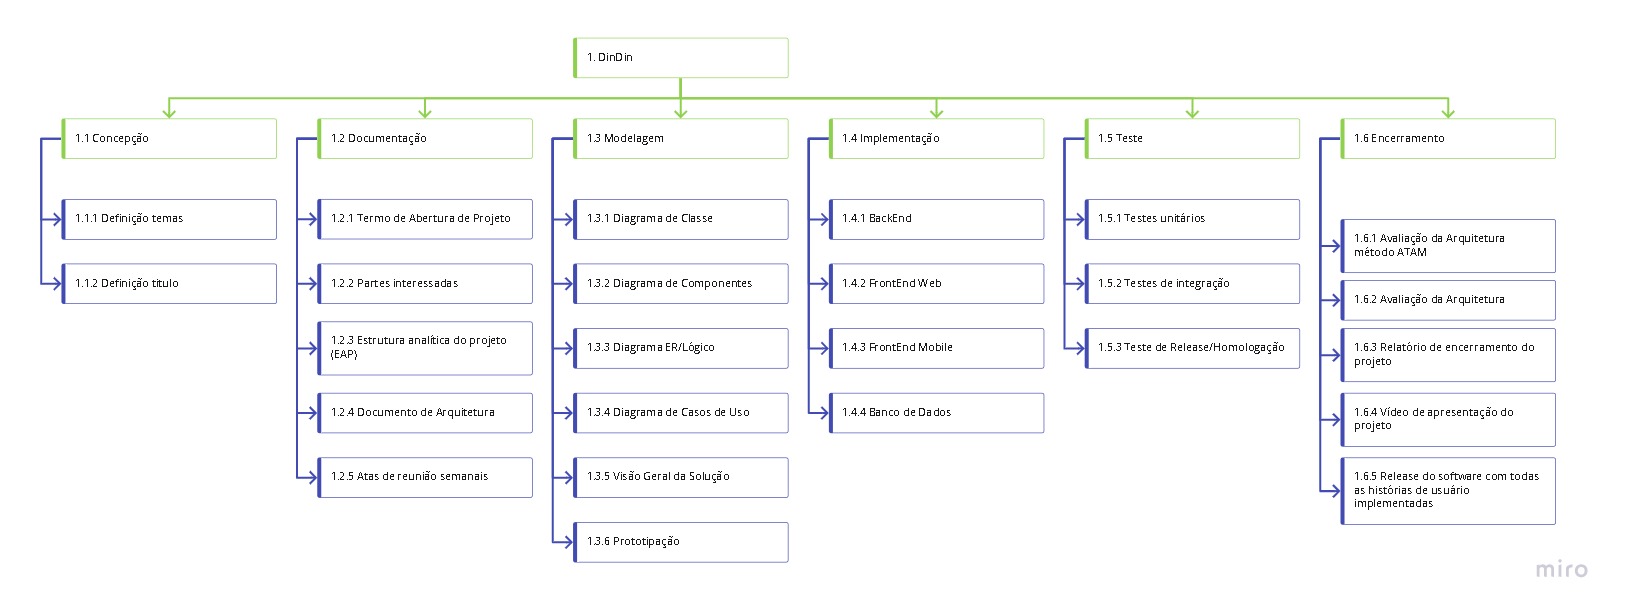 1. DinDin
1.1 Concepção
1.1.1 Definição temas
1.1.2 Definição titulo
1.2 Documentação
1.2.1 Termo de Abertura de Projeto
1.2.2 Partes interessadas
1.2.3 Estrutura analítica do projeto
(EAP)
1.2.4 Documento de Arquitetura
1.2.5 Atas de reunião semanais
1.3 Modelagem
1.3.1 Diagrama de Classe
1.3.2 Diagrama de Componentes
1.3.3 Diagrama ER/Lógico
1.3.4 Diagrama de Casos de Uso
1.3.5 Visão Geral da Solução
1.3.6 Prototipação
1.4 Implementação
1.4.1 BackEnd
1.4.2 FrontEnd Web
1.4.3 FrontEnd Mobile
1.4.4 Banco de Dados
1.5 Teste
1.5.1 Testes unitários
1.5.2 Testes de integração
1.5.3 Teste de Release/Homologação
1.6 Encerramento
1.6.1 Avaliação da Arquitetura
método ATAM
1.6.2 Avaliação da Arquitetura
1.6.3 Relatório de encerramento do
projeto
1.6.4 Vídeo de apresentação do
projeto
1.6.5 Release do software com todas
as histórias de usuário
implementadas
miro